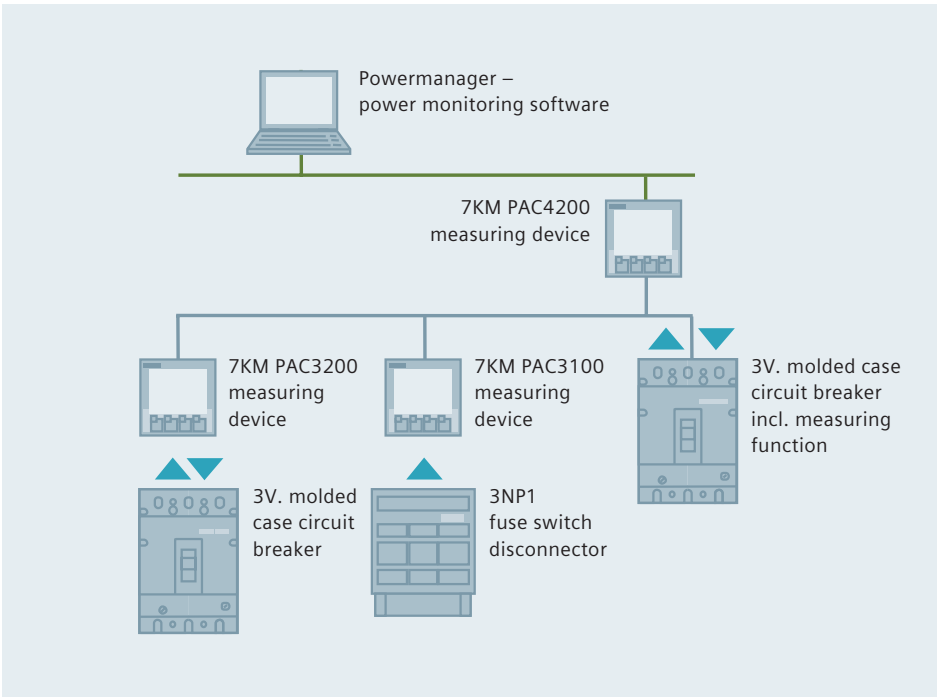 Powermanager –
power monitoring software
7KM PAC4200
measuring device
7KM PAC3200
measuring
device
7KM PAC3100
measuring
device
3V. molded case
circuit breaker
incl. measuring
function
3V. molded
case circuit
breaker
3NP1
fuse switch
disconnector